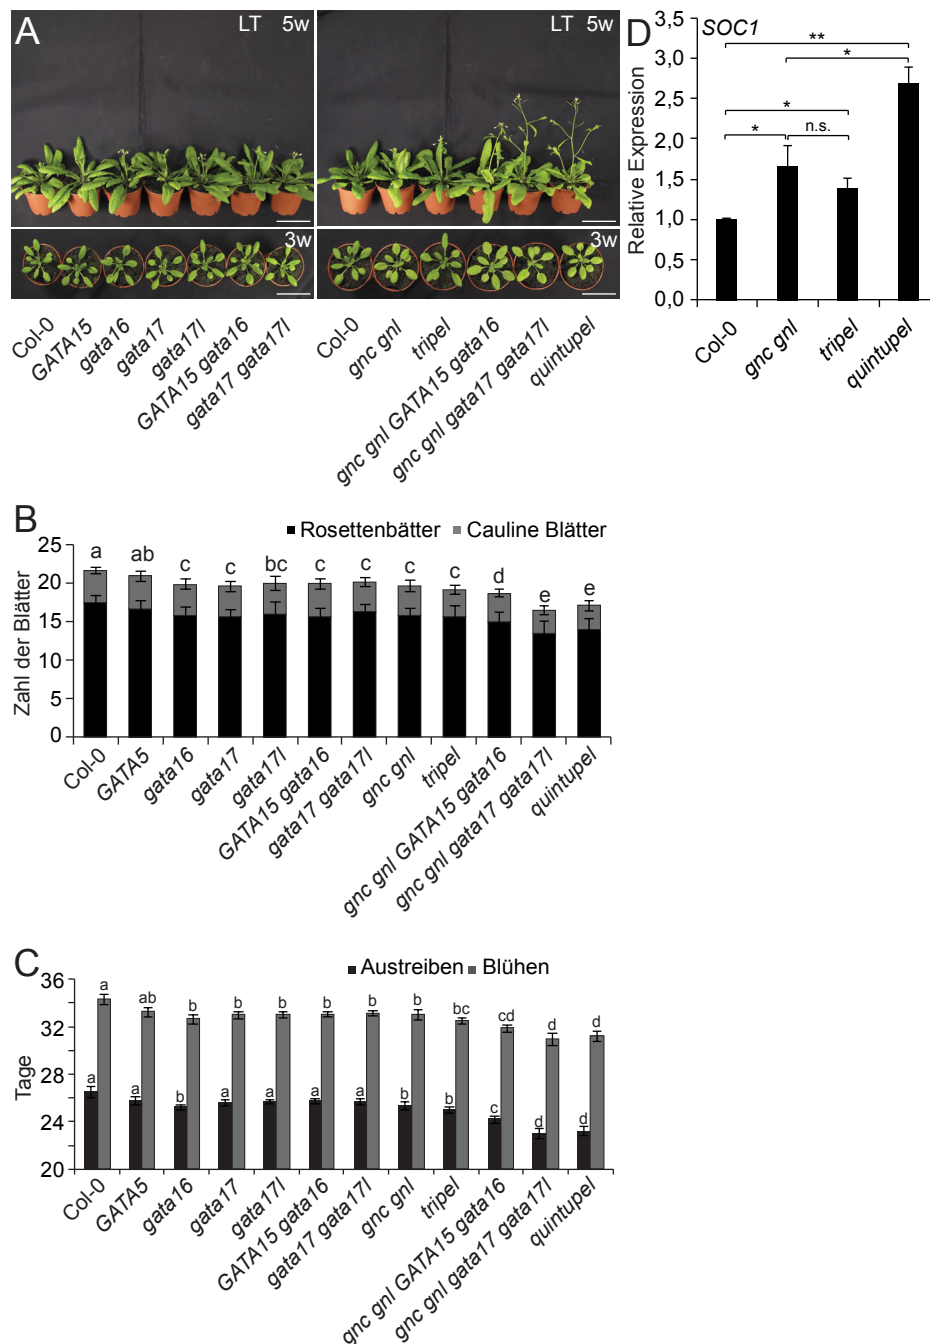 A
LT 5w
LT 5w
3w
3w
Col-0
GATA15
gata16
gata17
gata17l
GATA15 gata16
gata17 gata17l
Col-0
gnc gnl
tripel
gnc gnl GATA15 gata16
gnc gnl gata17 gata17l
quintupel
D
SOC1
Relative Expression
3,5
3,0
2,5
2,0
1,5
1,0
0,5
0,0
**
*
*
* n.s.
Col-0
gnc gnl
tripel
quintupel
B
Rosettenbätter Cauline Blätter
Zahl der Blätter
25
20
15
10
5
0
a ab c c bc c c c c d e e
Col-0
GATA5
gata16
gata17
gata17l
GATA15 gata16
gata17 gata17l
gnc gnl
tripel
gnc gnl GATA15 gata16
gnc gnl gata17 gata17l
quintupel
C
Austreiben Blühen
Tage
36
32
28
24
20
a ab b b b b b b bc cd d d
a a b a a a a b b c d d
Col-0
GATA5
gata16
gata17
gata17l
GATA15 gata16
gata17 gata17l
gnc gnl
tripel
gnc gnl GATA15 gata16
gnc gnl gata17 gata17l
quintupel